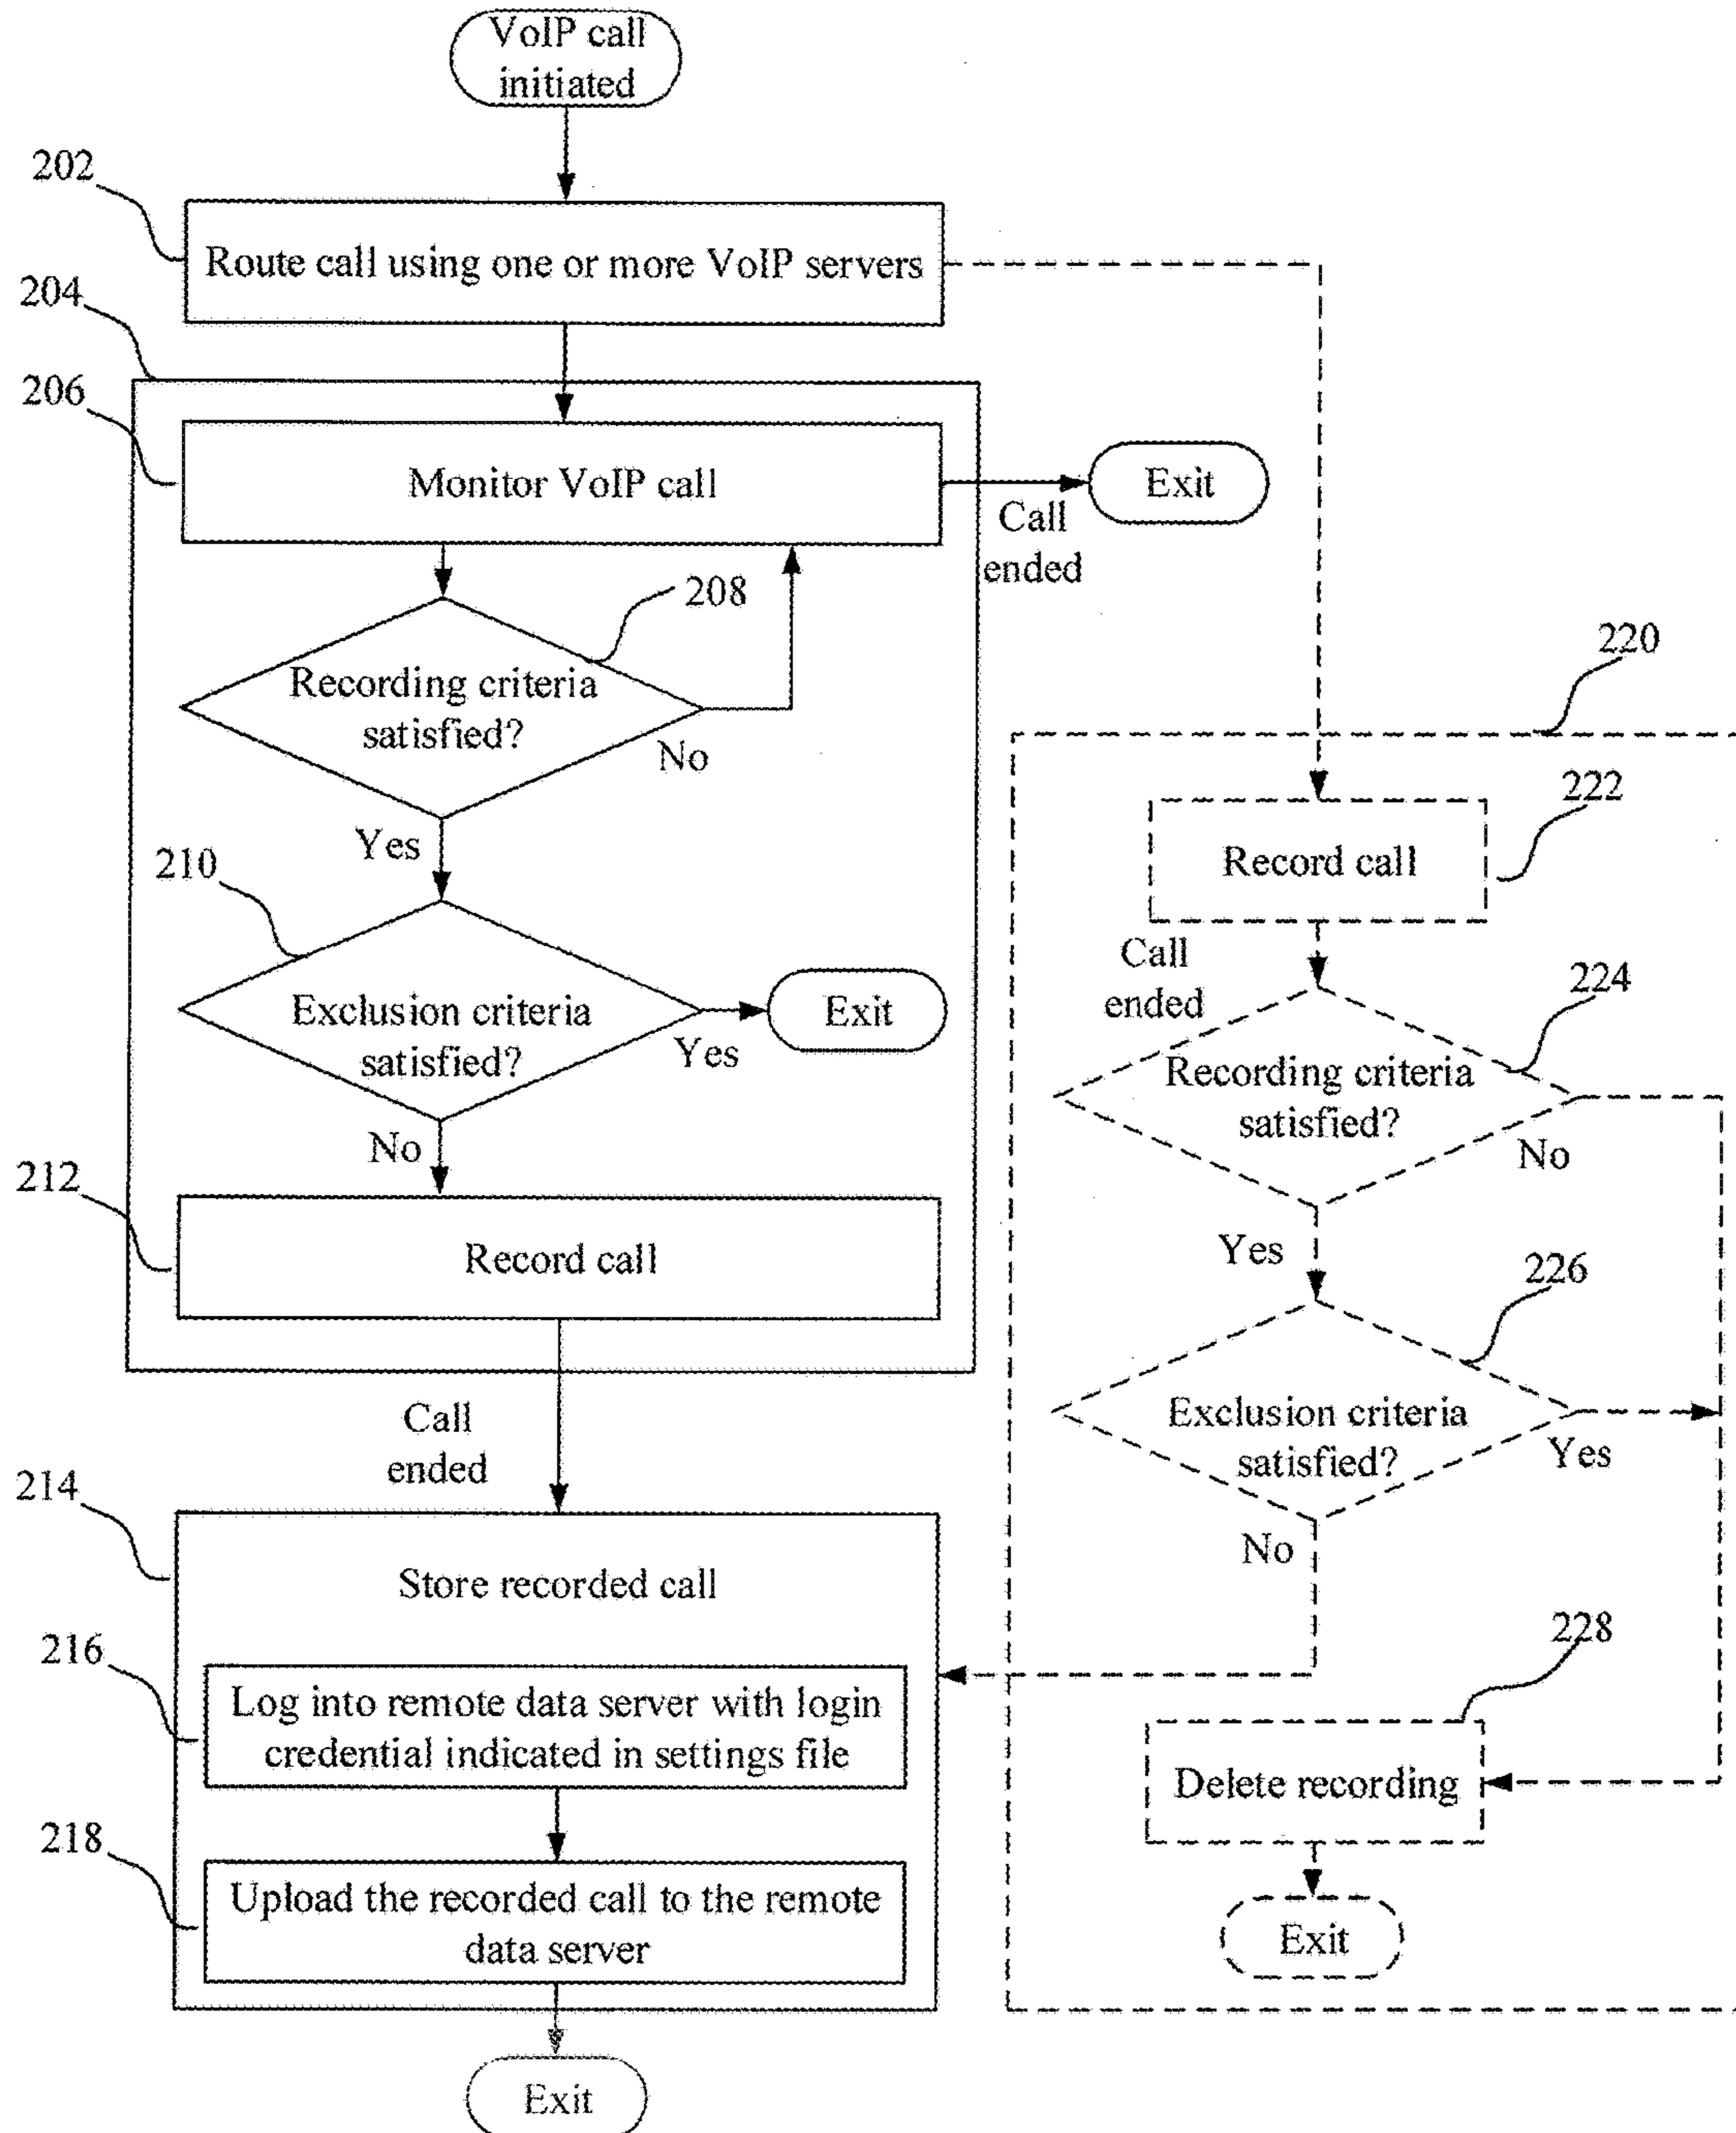 VoIP call
initiated
202
Route call using one or more VoIP servers
204
206
Monitor VoIP call
Exit
Call
ended
208
Recording criteria
satisfied?
No
Yes
210
Exclusion criteria
satisfied?
Yes
Exit
No
212
Record call
Call
ended
214
Store recorded call
216
Log into remote data server with login
credential indicated in settings file
218
Upload the recorded call to the remote
data server
Exit
220
222
Record call
Call
ended
224
Recording criteria
satisfied?
No
Yes
226
Exclusion criteria
satisfied?
Yes
No
228
Delete recording
Exit